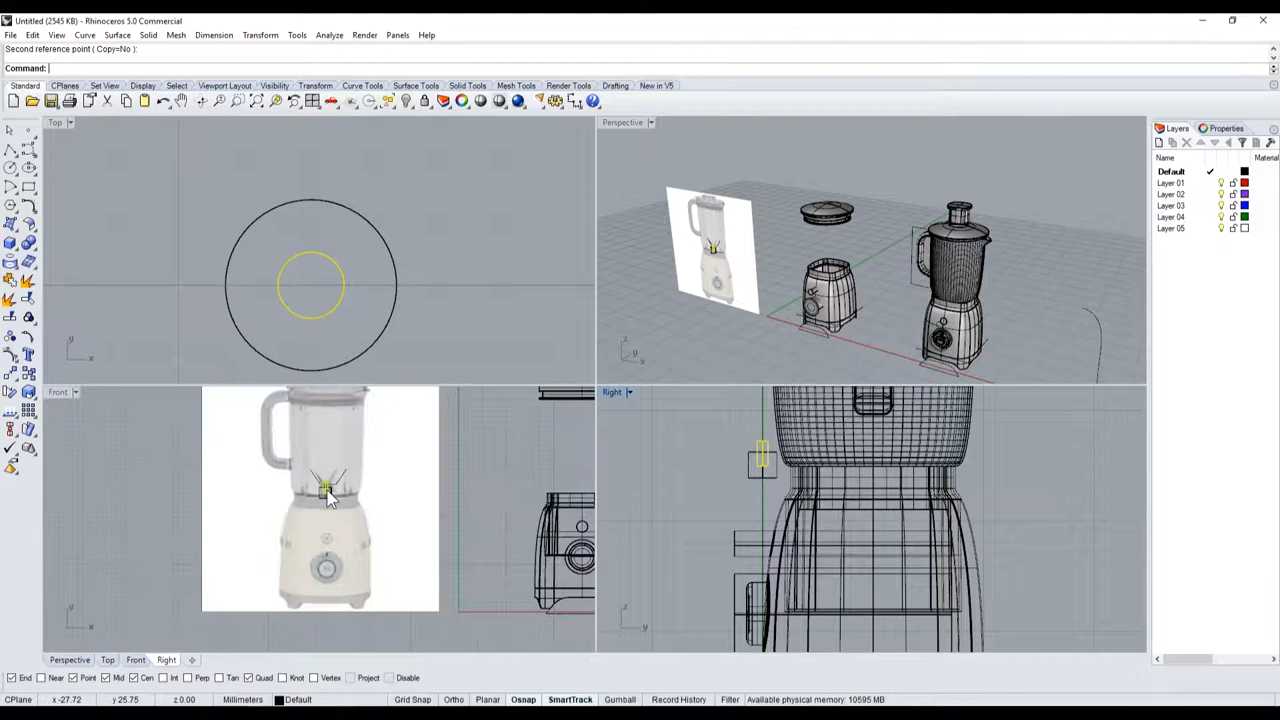 Untitled (2545 KB) - Rhinoceros 5.0 Commercial
File Edit View Curve Surface Solid Mesh Dimension Transform Tools Analyze Render Panels Help
Second reference point ( Copy=No ):
Command:
Standard CPlanes Set View Display Select Viewport Layout Visibility Transform Curve Tools Surface Tools Solid Tools Mesh Tools Render Tools Drafting New in V5
Top
y
x
Perspective
z
y
x
Front
y
x
Right
z
y
Layers Properties
Name Material
Default
Layer 01
Layer 02
Layer 03
Layer 04
Layer 05
Perspective Top Front Right
End Near Point Mid Cen Int Perp Tan Quad Knot Vertex Project Disable
CPlane x -27.72 y 25.75 z 0.00 Millimeters Default Grid Snap Ortho Planar Osnap SmartTrack Gumball Record History Filter Available physical memory: 10595 MB